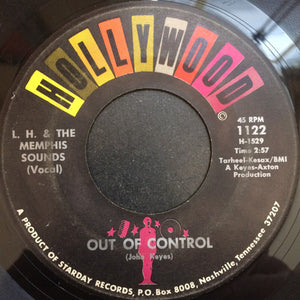 HOLLYWOOD
©
L. H. & THE
MEMPHIS
SOUNDS
(Vocal)
45 RPM
1122
H-1529
Time 2:57
Tarheel-Kesax/BMI
A Keyes-Axton
Production
OUT OF CONTROL
(John Keyes)
A PRODUCT OF STARDAY RECORDS, P.O. Box 8008, Nashville, Tennessee 37207